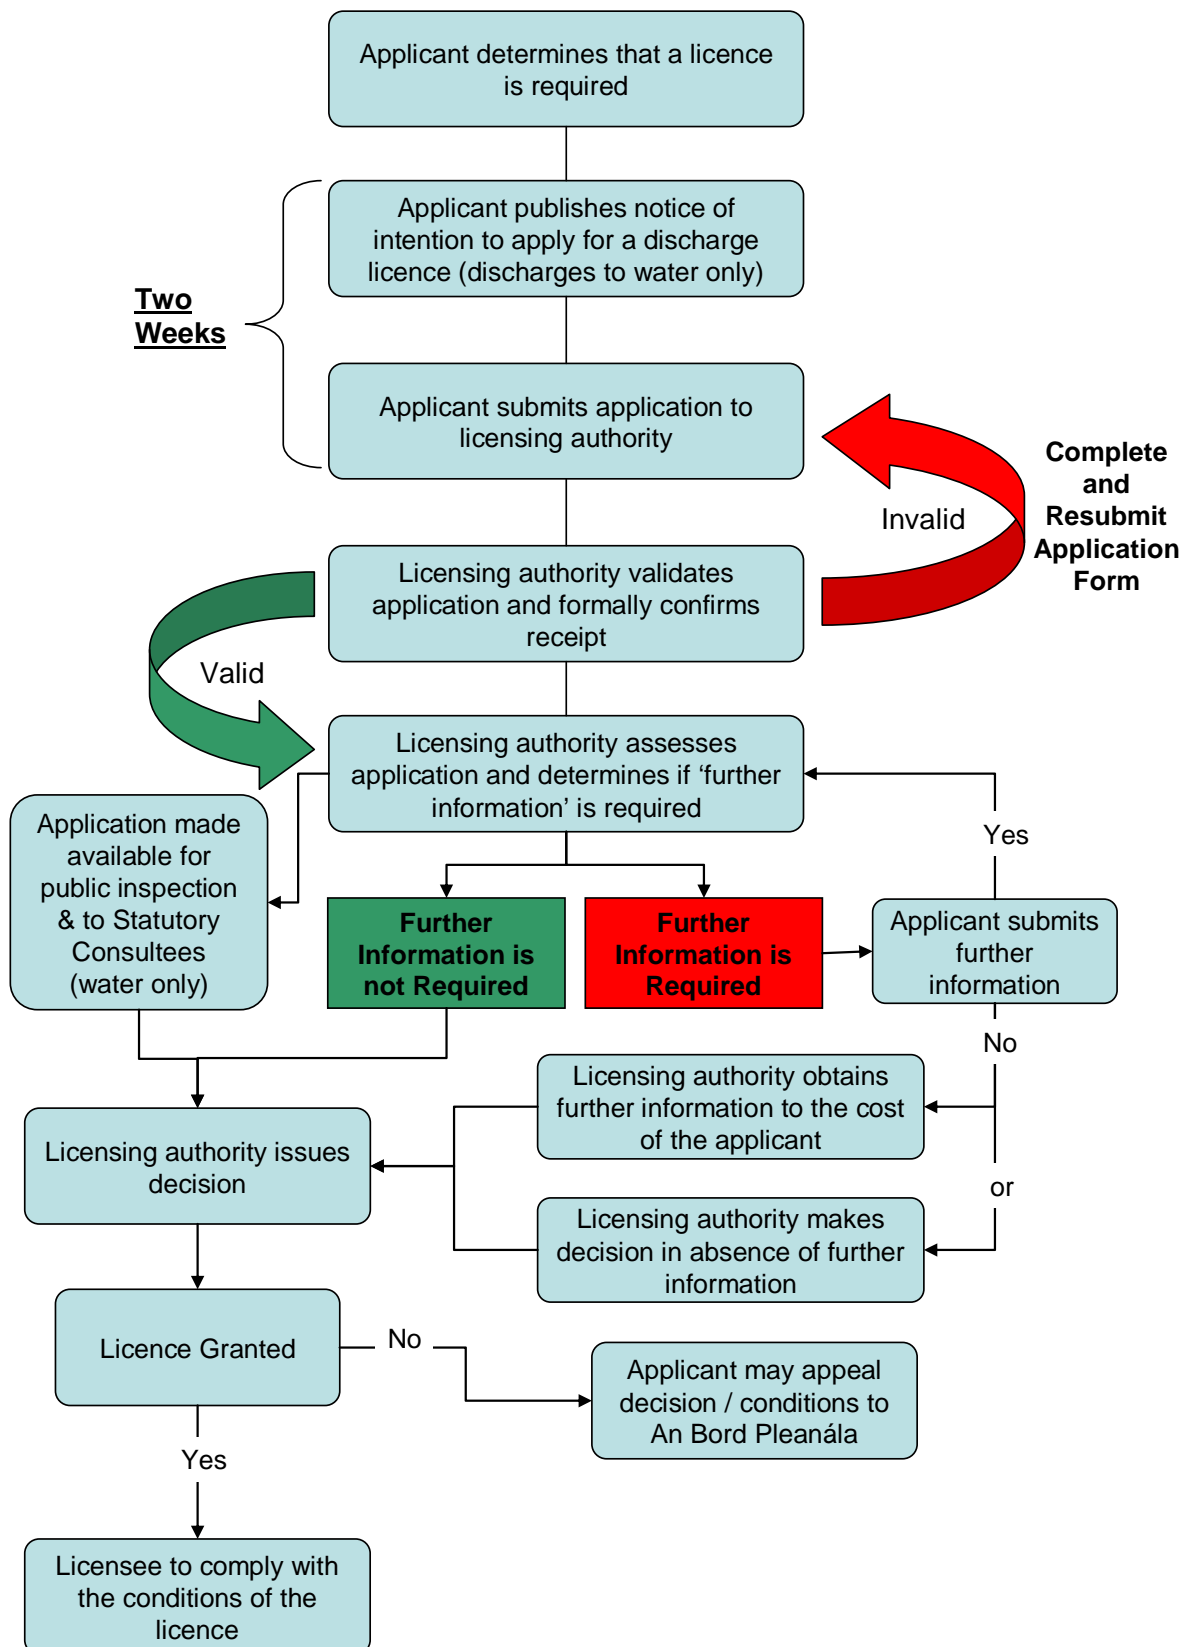 Applicant determines that a licence
is required
Applicant publishes notice of
intention to apply for a discharge
licence (discharges to water only)
Two
Weeks
Applicant submits application to
licensing authority
Complete
and
Resubmit
Application
Form
Invalid
Licensing authority validates
application and formally confirms
receipt
Valid
Licensing authority assesses
application and determines if ‘further
information’ is required
Application made
available for
public inspection
& to Statutory
Consultees
(water only)
Further
Information is
not Required
Further
Information is
Required
Yes
Applicant submits
further
information
No
Licensing authority obtains
further information to the cost
of the applicant
or
Licensing authority makes
decision in absence of further
information
Licensing authority issues
decision
Licence Granted
No
Applicant may appeal
decision / conditions to
An Bord Pleanála
Yes
Licensee to comply with
the conditions of the
licence